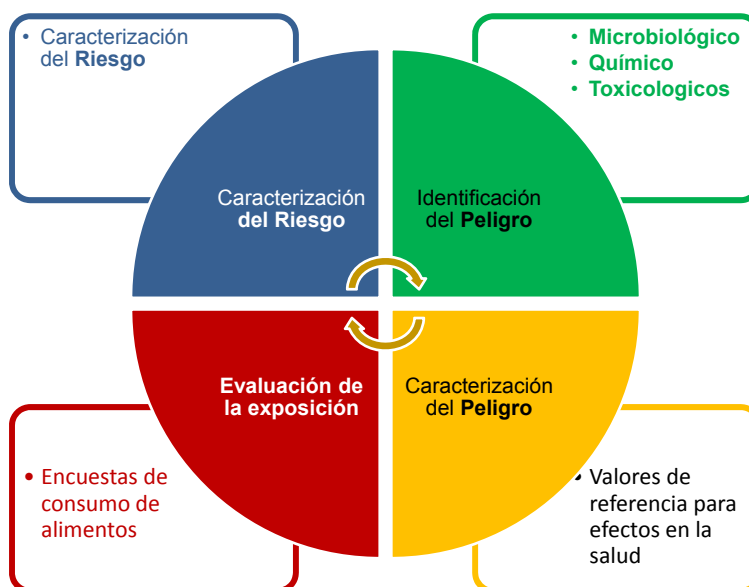 • Caracterización
del Riesgo
• Microbiológico
• Químico
• Toxicologicos
Caracterización
del Riesgo
Identificación
del Peligro
Evaluación de
la exposición
Caracterización
del Peligro
• Encuestas de
consumo de
alimentos
• Valores de
referencia para
efectos en la
salud